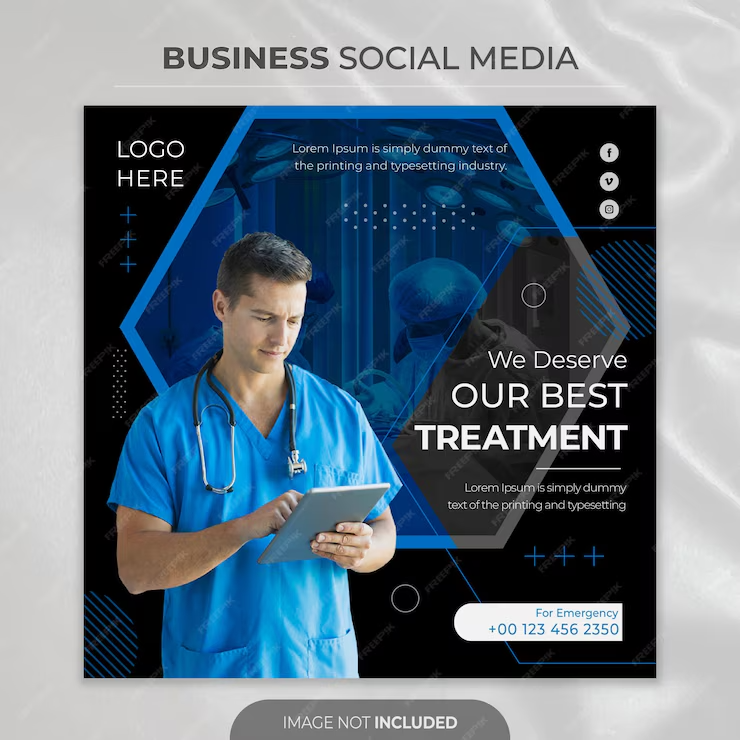 BUSINESS SOCIAL MEDIA
LOGO
HERE
Lorem Ipsum is simply dummy text of
the printing and typesetting industry.
We Deserve
OUR BEST
TREATMENT
Lorem Ipsum is simply dummy
text of the printing and typesetting
For Emergency
+00 123 456 2350
IMAGE NOT INCLUDED
FREEPIK